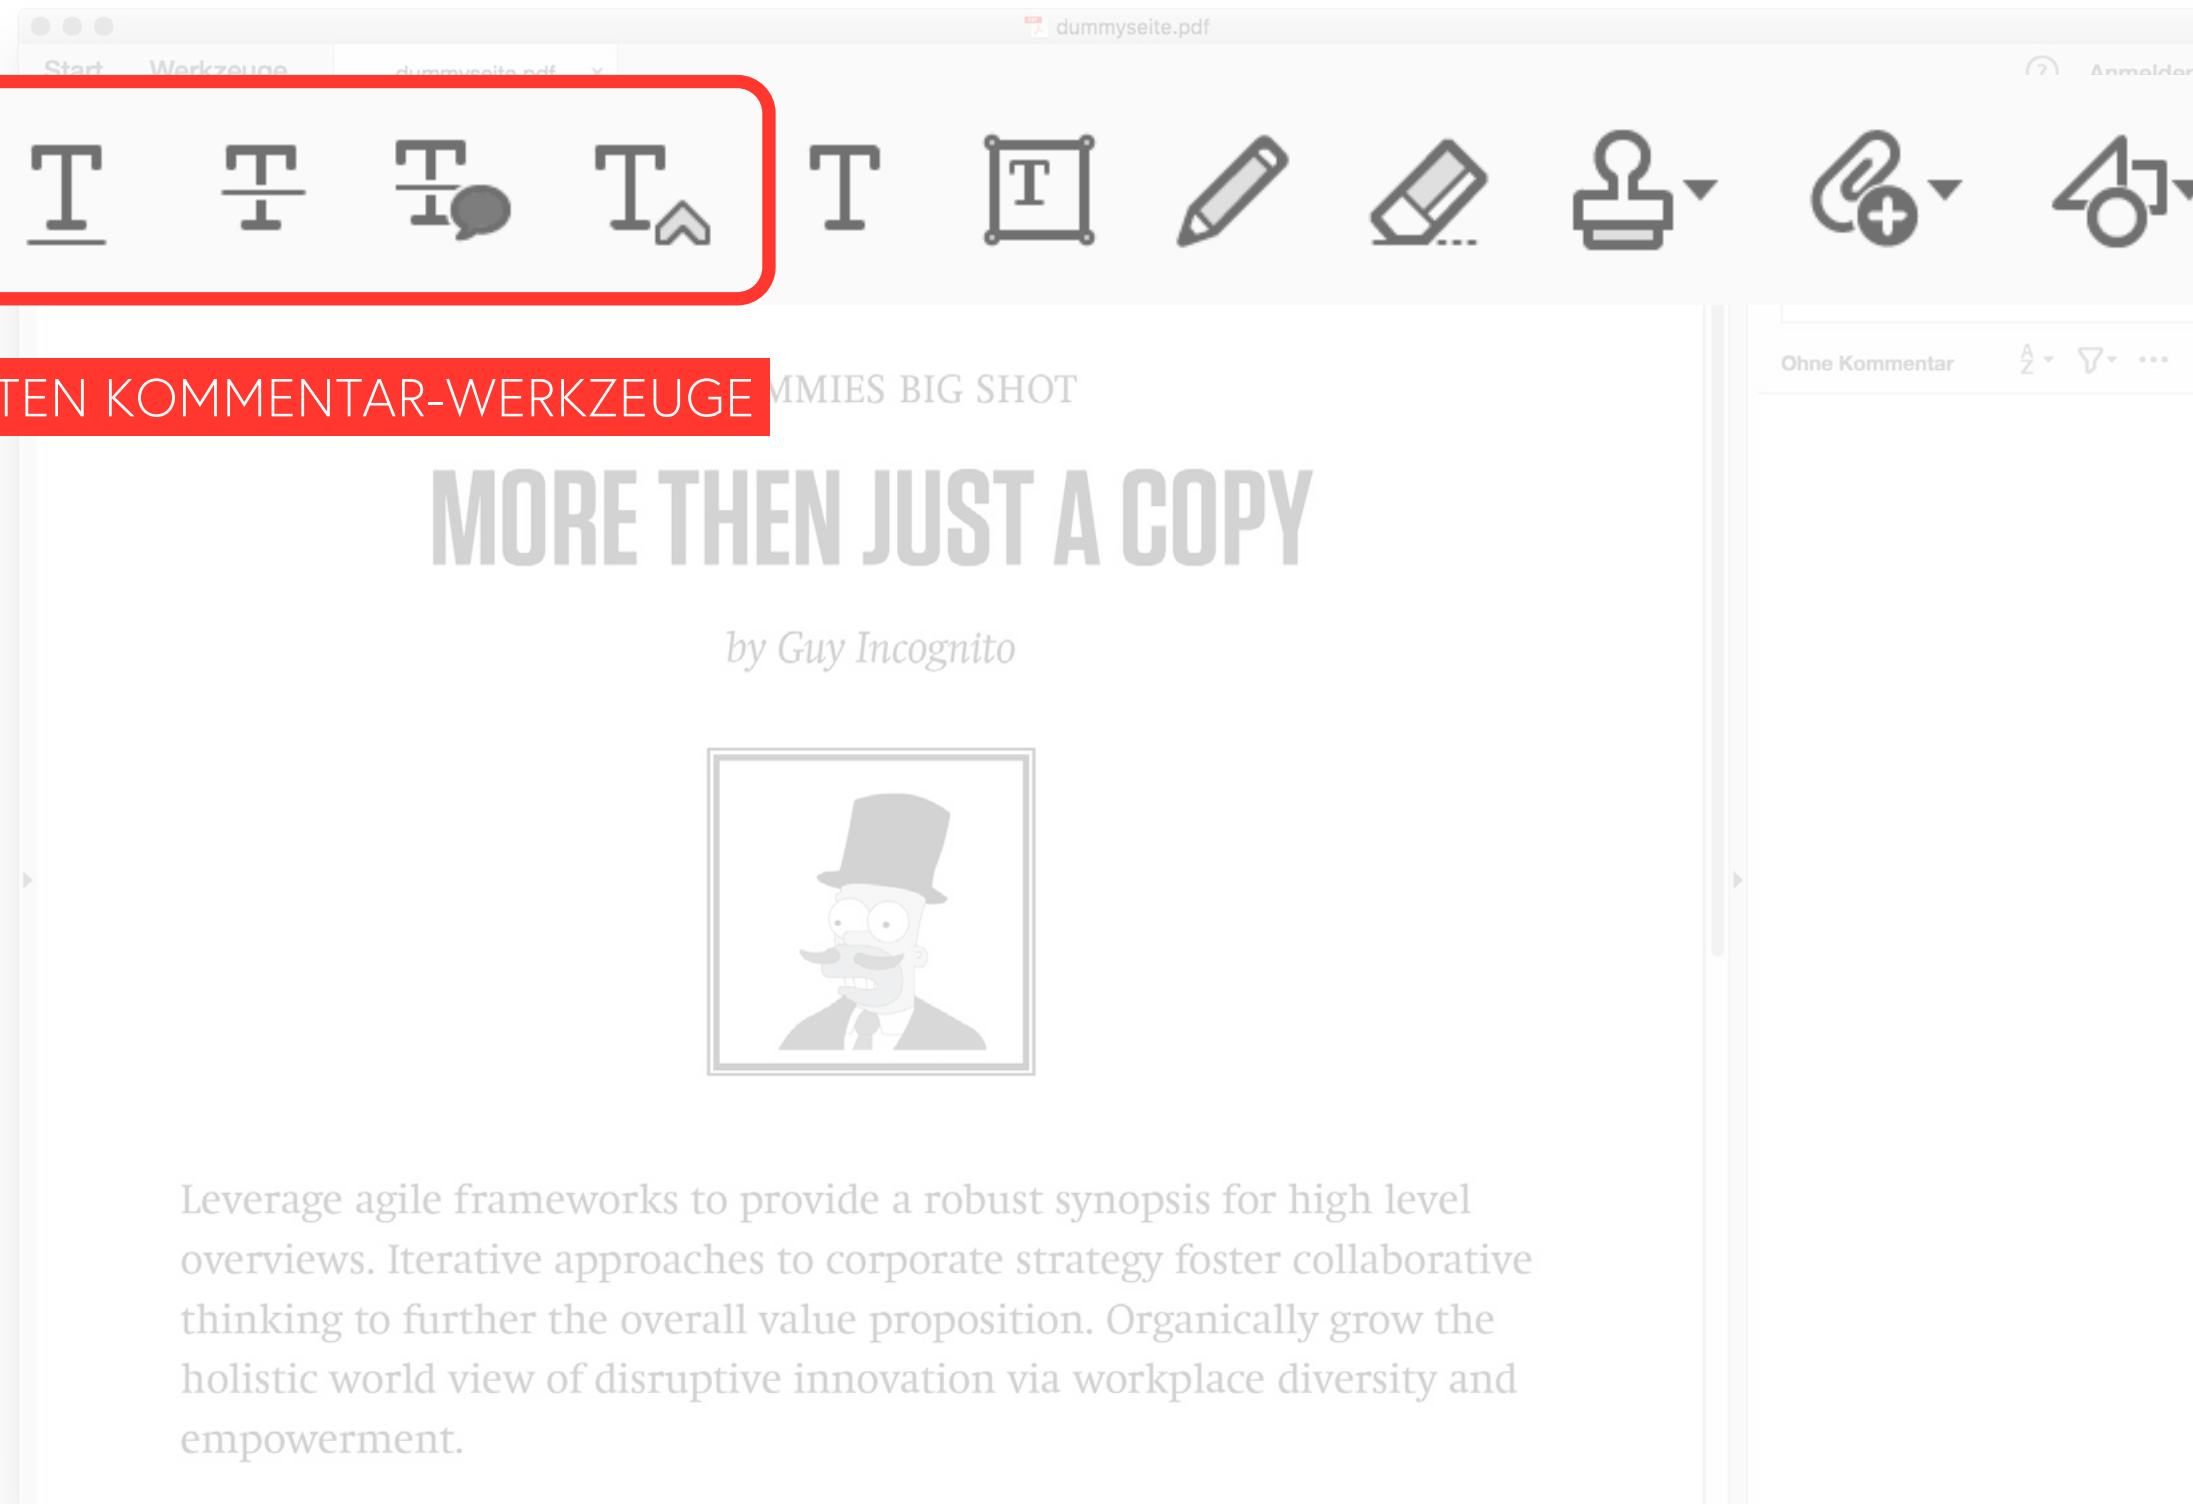 dummyseite.pdf
Start Werkzeuge dummyseite.pdf × ? Anmelden
T T T T T T
TEN KOMMENTAR-WERKZEUGE
MMIES BIG SHOT
Ohne Kommentar
MORE THEN JUST A COPY
by Guy Incognito
Leverage agile frameworks to provide a robust synopsis for high level
overviews. Iterative approaches to corporate strategy foster collaborative
thinking to further the overall value proposition. Organically grow the
holistic world view of disruptive innovation via workplace diversity and
empowerment.